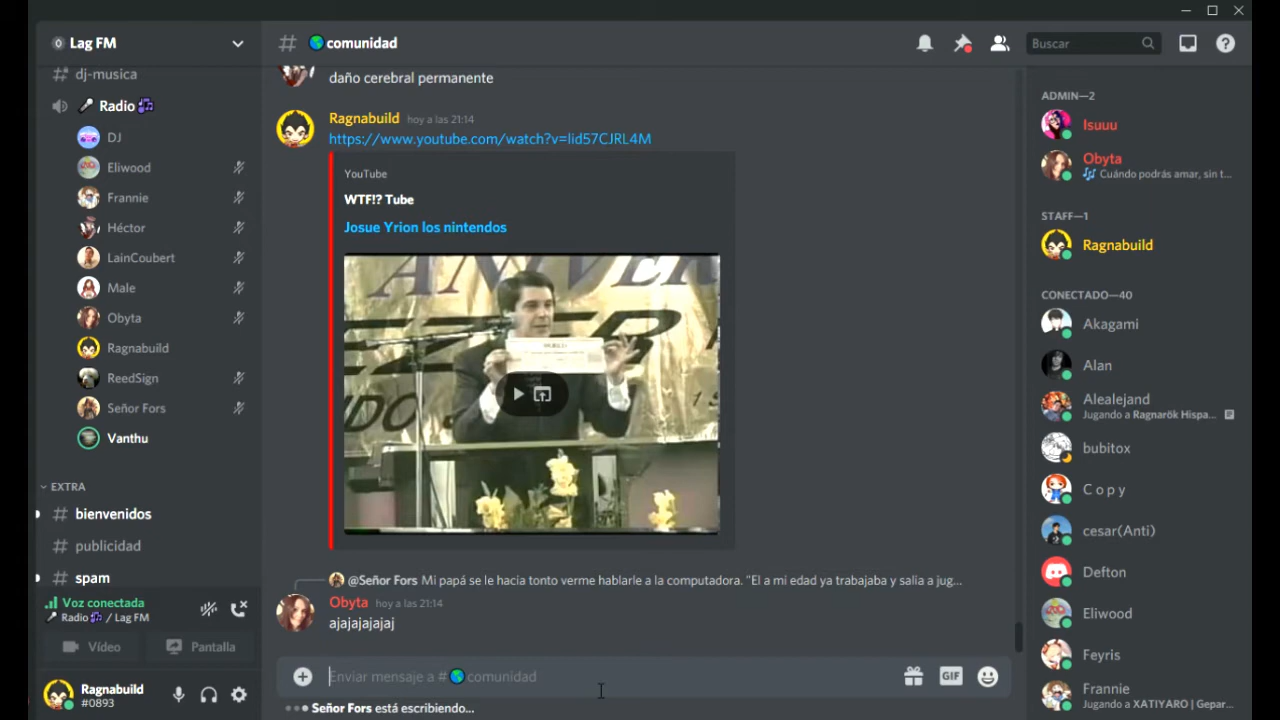 Lag FM
dj-musica
Radio
DJ
Eliwood
Frannie
Héctor
LainCoubert
Male
Obyta
Ragnabuild
ReedSign
Señor Fors
Vanthu
EXTRA
# bienvenidos
# publicidad
# spam
Voz conectada
Radio / Lag FM
Vídeo
Pantalla
Ragnabuild
#0893
# comunidad
Buscar
daño cerebral permanente
Ragnabuild hoy a las 21:14
https://www.youtube.com/watch?v=lid57CJRL4M
YouTube
WTF!? Tube
Josue Yrion los nintendos
ANIVER
EZER
@Señor Fors Mi papá se le hacia tonto verme hablarle a la computadora. "El a mi edad ya trabajaba y salia a jug...
Obyta hoy a las 21:14
ajajajajajaj
Enviar mensaje a # comunidad
GIF
Señor Fors está escribiendo...
ADMIN—2
Isuuu
Obyta
Cuándo podrás amar, sin t...
STAFF—1
Ragnabuild
CONECTADO—40
Akagami
Alan
Alealejand
Jugando a Ragnarök Hispa...
bubitox
C o p y
cesar(Anti)
Defton
Eliwood
Feyris
Frannie
Jugando a XATIYARO | Gepar...